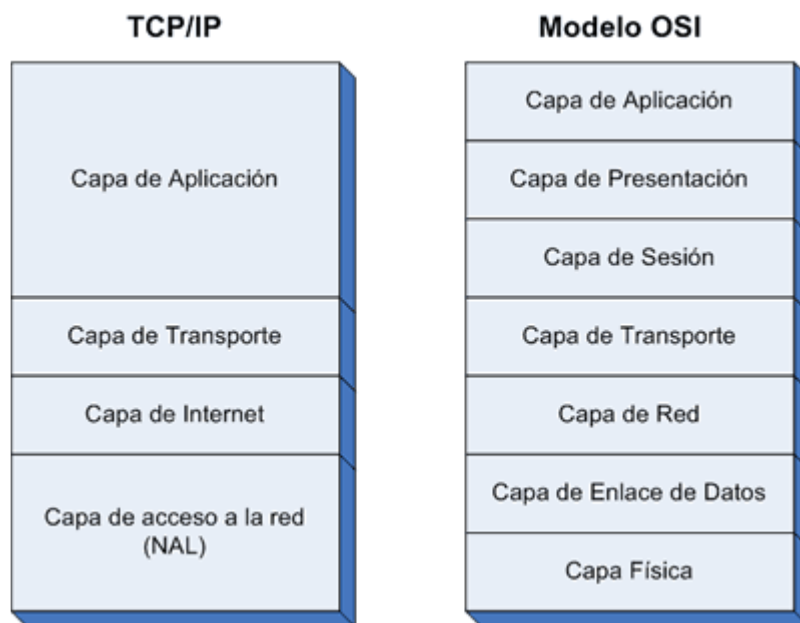 TCP/IP
Capa de Aplicación
Capa de Transporte
Capa de Internet
Capa de acceso a la red
(NAL)
Modelo OSI
Capa de Aplicación
Capa de Presentación
Capa de Sesión
Capa de Transporte
Capa de Red
Capa de Enlace de Datos
Capa Física